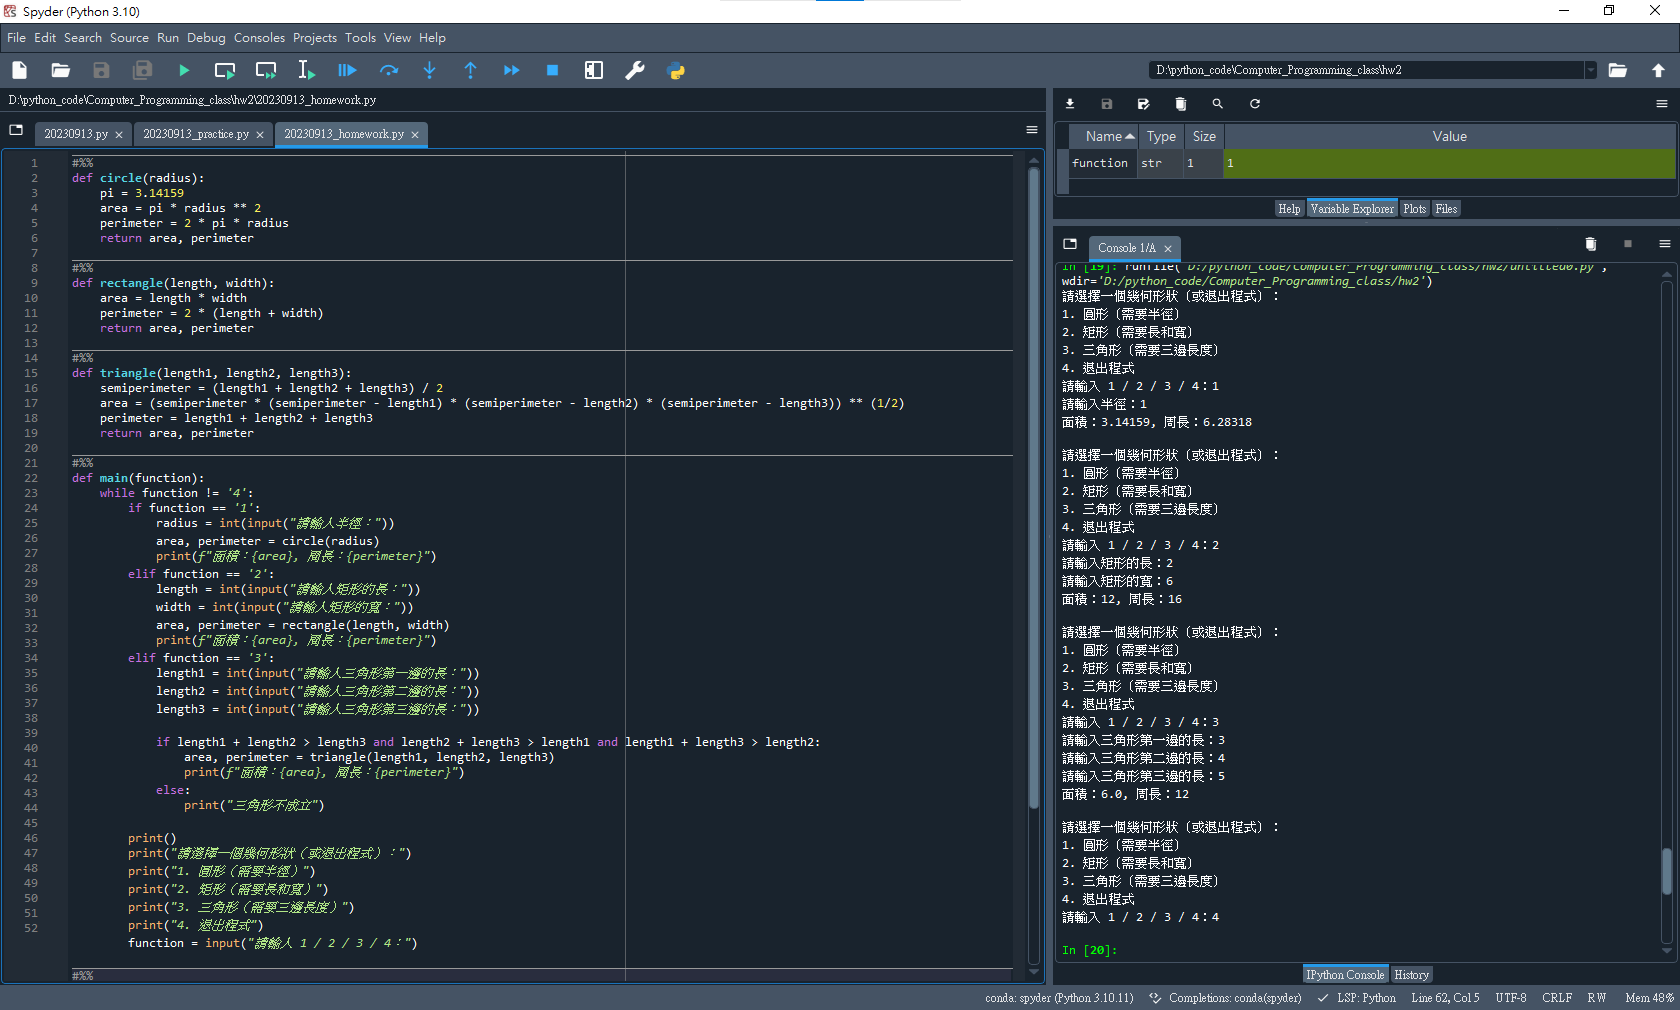 Spyder (Python 3.10)
File Edit Search Source Run Debug Consoles Projects Tools View Help
D:\python_code\Computer_Programming_class\hw2
D:\python_code\Computer_Programming_class\hw2\20230913_homework.py
20230913.py 20230913_practice.py 20230913_homework.py
1 #%%
2 def circle(radius):
3 pi = 3.14159
4 area = pi * radius ** 2
5 perimeter = 2 * pi * radius
6 return area, perimeter
7
8 #%%
9 def rectangle(length, width):
10 area = length * width
11 perimeter = 2 * (length + width)
12 return area, perimeter
13
14 #%%
15 def triangle(length1, length2, length3):
16 semiperimeter = (length1 + length2 + length3) / 2
17 area = (semiperimeter * (semiperimeter - length1) * (semiperimeter - length2) * (semiperimeter - length3)) ** (1/2)
18 perimeter = length1 + length2 + length3
19 return area, perimeter
20
21 #%%
22 def main(function):
23 while function != '4':
24 if function == '1':
25 radius = int(input("請輸入半徑："))
26 area, perimeter = circle(radius)
27 print(f"面積：{area}, 周長：{perimeter}")
28 elif function == '2':
29 length = int(input("請輸入矩形的長："))
30 width = int(input("請輸入矩形的寬："))
31 area, perimeter = rectangle(length, width)
32 print(f"面積：{area}, 周長：{perimeter}")
33
34 elif function == '3':
35 length1 = int(input("請輸入三角形第一邊的長："))
36 length2 = int(input("請輸入三角形第二邊的長："))
37 length3 = int(input("請輸入三角形第三邊的長："))
38
39
40 if length1 + length2 > length3 and length2 + length3 > length1 and length1 + length3 > length2:
41 area, perimeter = triangle(length1, length2, length3)
42 print(f"面積：{area}, 周長：{perimeter}")
43 else:
44 print("三角形不成立")
45
46 print()
47 print("請選擇一個幾何形狀（或退出程式）：")
48 print("1. 圓形（需要半徑）")
49 print("2. 矩形（需要長和寬）")
50 print("3. 三角形（需要三邊長度）")
51 print("4. 退出程式")
52 function = input("請輸入 1 / 2 / 3 / 4：")
#%%
Name Type Size Value
function str 1 1
Help Variable Explorer Plots Files
Console 1/A
In [19]: runfile('D:/python_code/Computer_Programming_class/hw2/untitled0.py',
wdir='D:/python_code/Computer_Programming_class/hw2')
請選擇一個幾何形狀（或退出程式）：
1. 圓形（需要半徑）
2. 矩形（需要長和寬）
3. 三角形（需要三邊長度）
4. 退出程式
請輸入 1 / 2 / 3 / 4：1
請輸入半徑：1
面積：3.14159, 周長：6.28318
請選擇一個幾何形狀（或退出程式）：
1. 圓形（需要半徑）
2. 矩形（需要長和寬）
3. 三角形（需要三邊長度）
4. 退出程式
請輸入 1 / 2 / 3 / 4：2
請輸入矩形的長：2
請輸入矩形的寬：6
面積：12, 周長：16
請選擇一個幾何形狀（或退出程式）：
1. 圓形（需要半徑）
2. 矩形（需要長和寬）
3. 三角形（需要三邊長度）
4. 退出程式
請輸入 1 / 2 / 3 / 4：3
請輸入三角形第一邊的長：3
請輸入三角形第二邊的長：4
請輸入三角形第三邊的長：5
面積：6.0, 周長：12
請選擇一個幾何形狀（或退出程式）：
1. 圓形（需要半徑）
2. 矩形（需要長和寬）
3. 三角形（需要三邊長度）
4. 退出程式
請輸入 1 / 2 / 3 / 4：4
In [20]:
IPython Console History
conda: spyder (Python 3.10.11) Completions: conda(spyder) LSP: Python Line 62, Col 5 UTF-8 CRLF RW Mem 48%